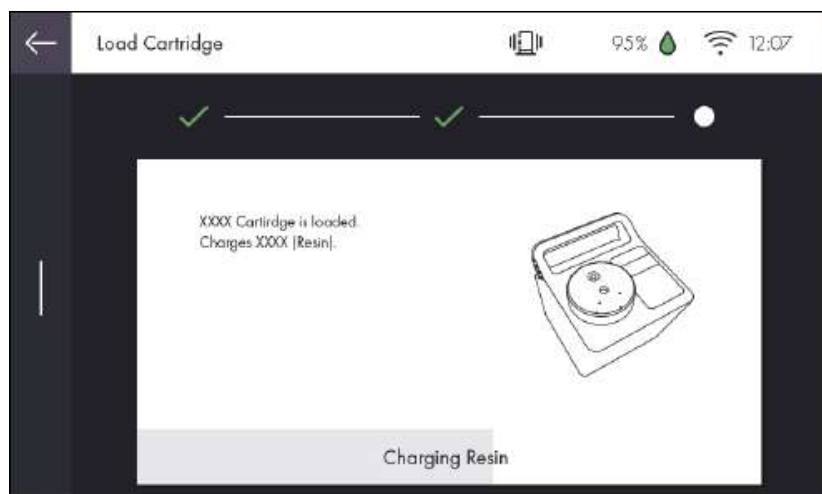 Load Cartridge 95% 12:07
XXXX Cartirdge is loaded.
Charges XXXX (Resin).
Charging Resin